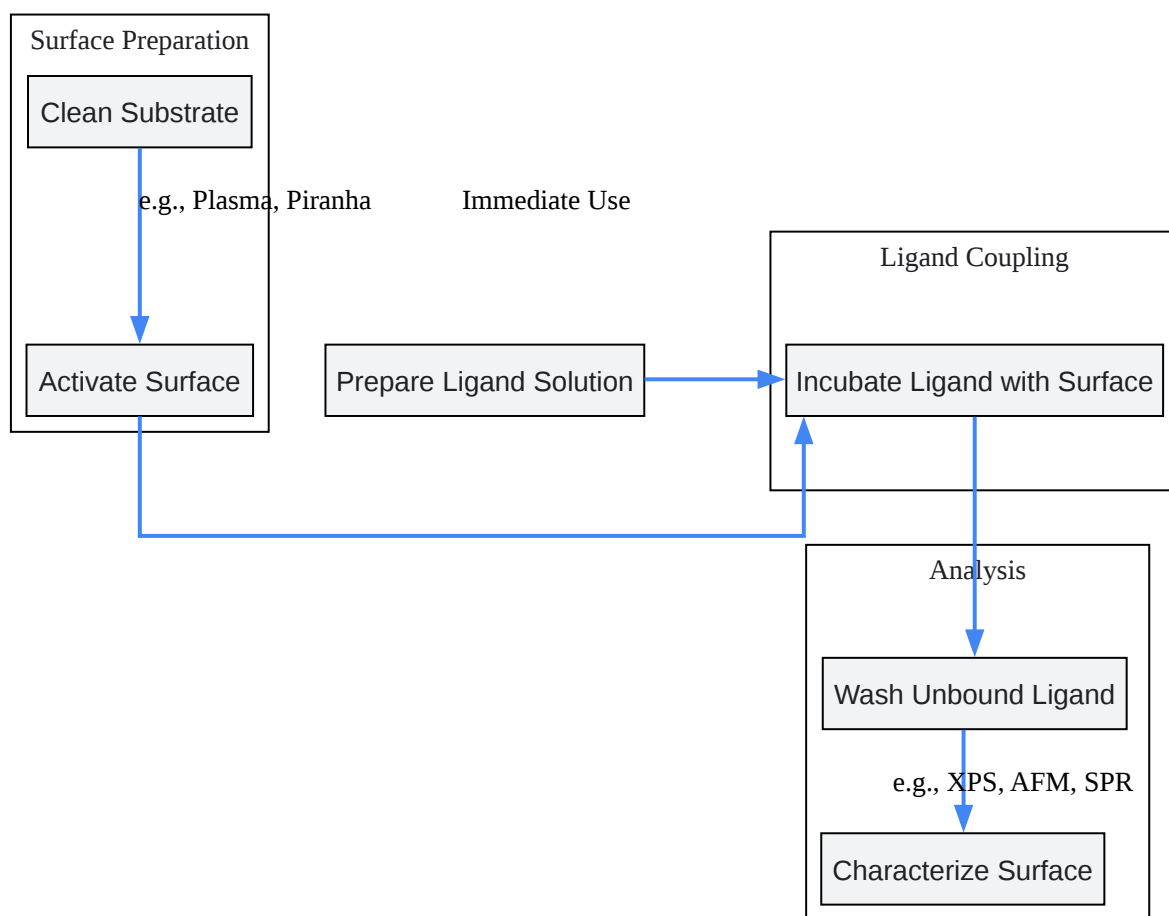 Surface Preparation
Clean Substrate
e.g., Plasma, Piranha
Immediate Use
Ligand Coupling
Activate Surface
Prepare Ligand Solution
Incubate Ligand with Surface
Analysis
Wash Unbound Ligand
e.g., XPS, AFM, SPR
Characterize Surface